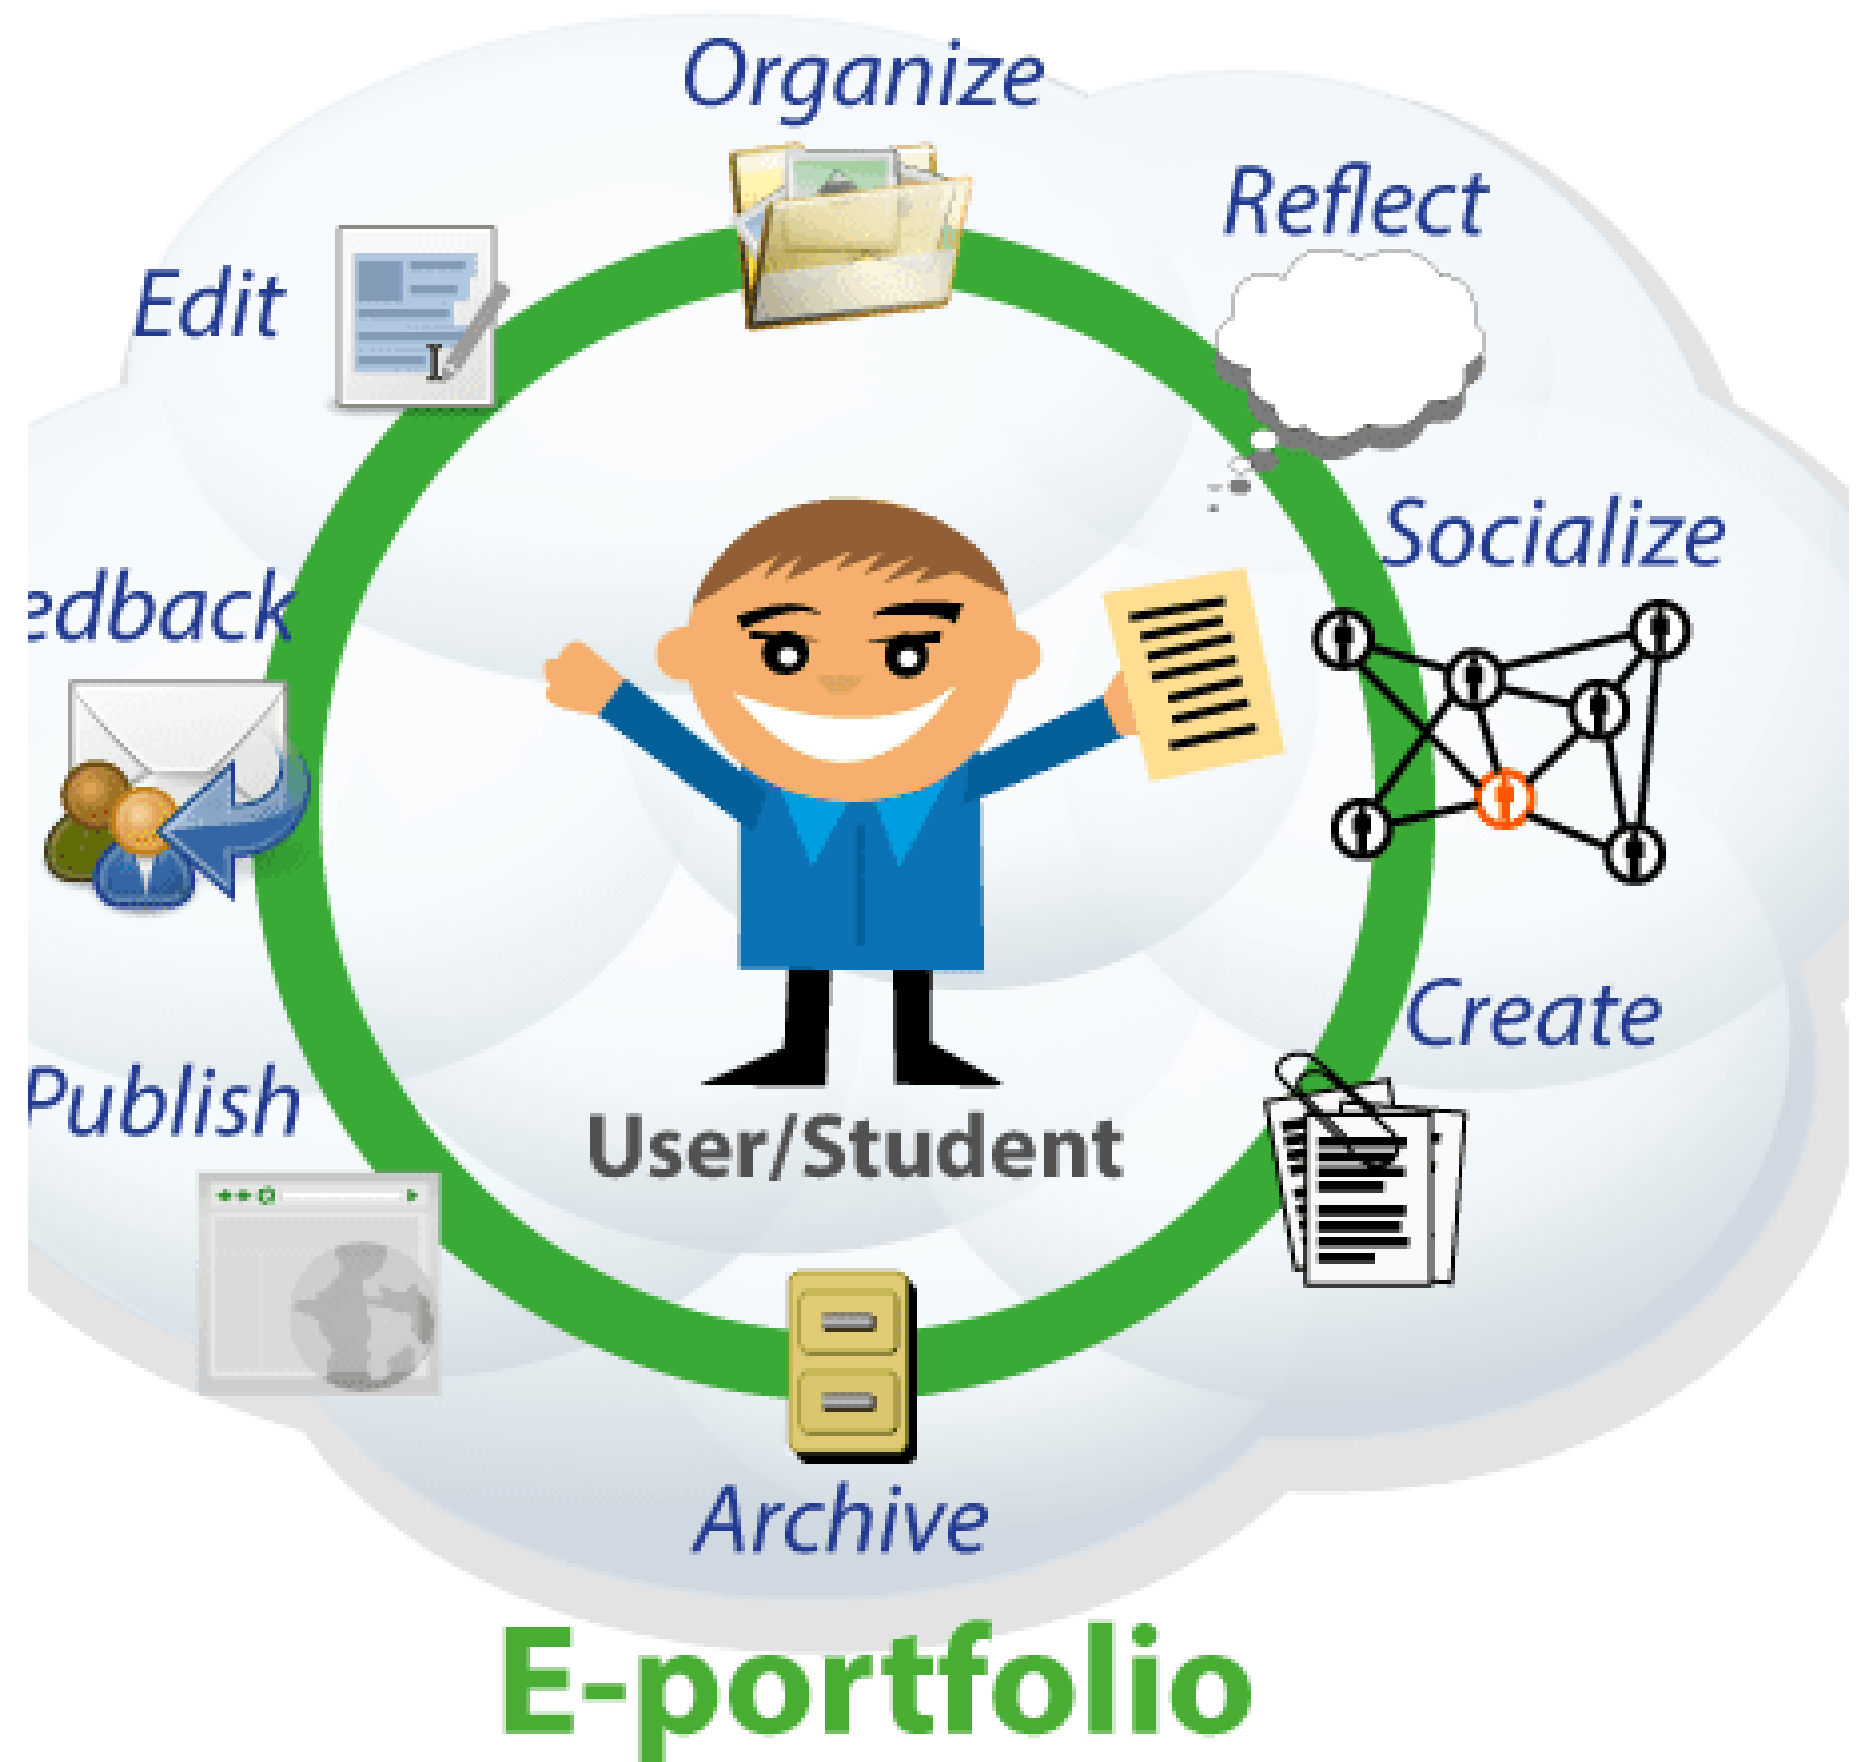 Organize
Reflect
Edit
Socialize
edback
Create
Publish
User/Student
Archive
E-portfolio